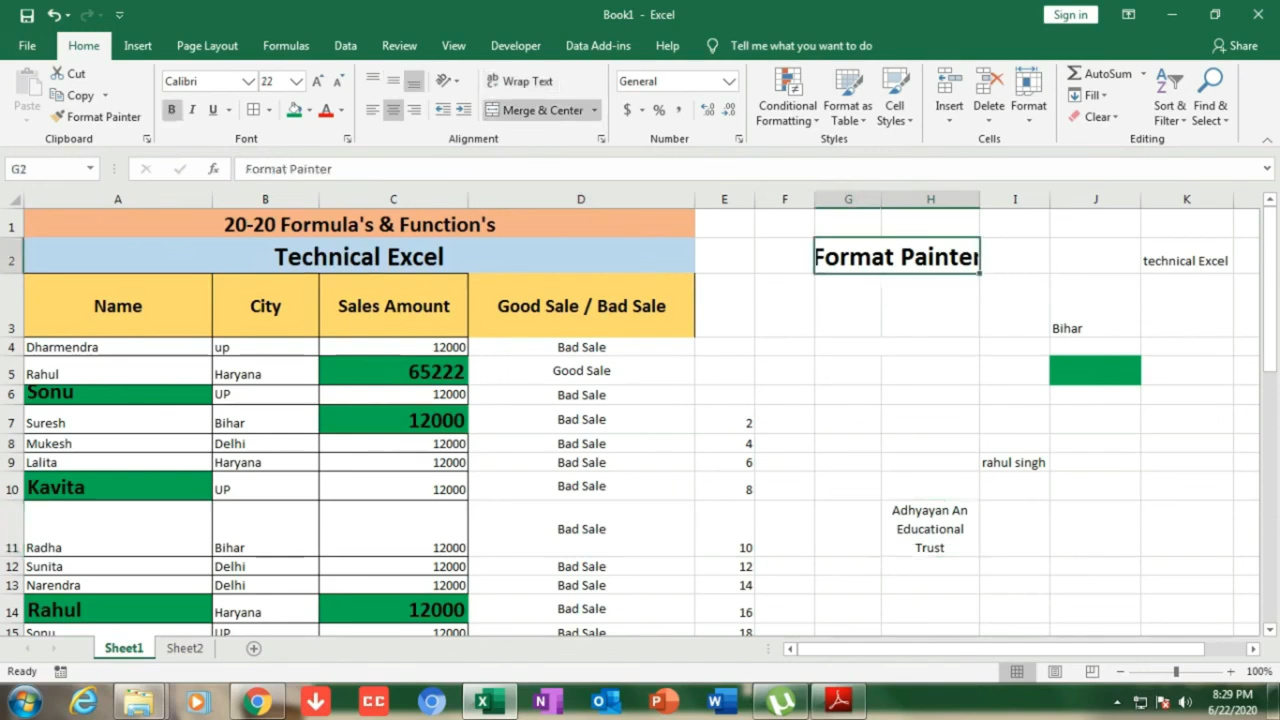 Book1 - Excel
Sign in
File Home Insert Page Layout Formulas Data Review View Developer Data Add-ins Help Tell me what you want to do Share
Paste
Cut
Copy
Format Painter
Clipboard
Calibri 22
B I U
Font
Wrap Text
Merge & Center
Alignment
General
$ % ,
Number
Conditional Formatting
Format as Table
Cell Styles
Styles
Insert Delete Format
Cells
AutoSum
Fill
Clear
Sort & Filter
Find & Select
Editing
G2 fx Format Painter
A B C D E F G H I J K
1 20-20 Formula's & Function's
2 Technical Excel Format Painter technical Excel
3 Name City Sales Amount Good Sale / Bad Sale Bihar
4 Dharmendra up 12000 Bad Sale
5 Rahul Haryana 65222 Good Sale
6 Sonu UP 12000 Bad Sale
7 Suresh Bihar 12000 Bad Sale 2
8 Mukesh Delhi 12000 Bad Sale 4
9 Lalita Haryana 12000 Bad Sale 6 rahul singh
10 Kavita UP 12000 Bad Sale 8
11 Radha Bihar 12000 Bad Sale 10 Adhyayan An Educational Trust
12 Sunita Delhi 12000 Bad Sale 12
13 Narendra Delhi 12000 Bad Sale 14
14 Rahul Haryana 12000 Bad Sale 16
15 Sonu UP 12000 Bad Sale 18
Sheet1 Sheet2
Ready 100%
CC
8:29 PM
6/22/2020